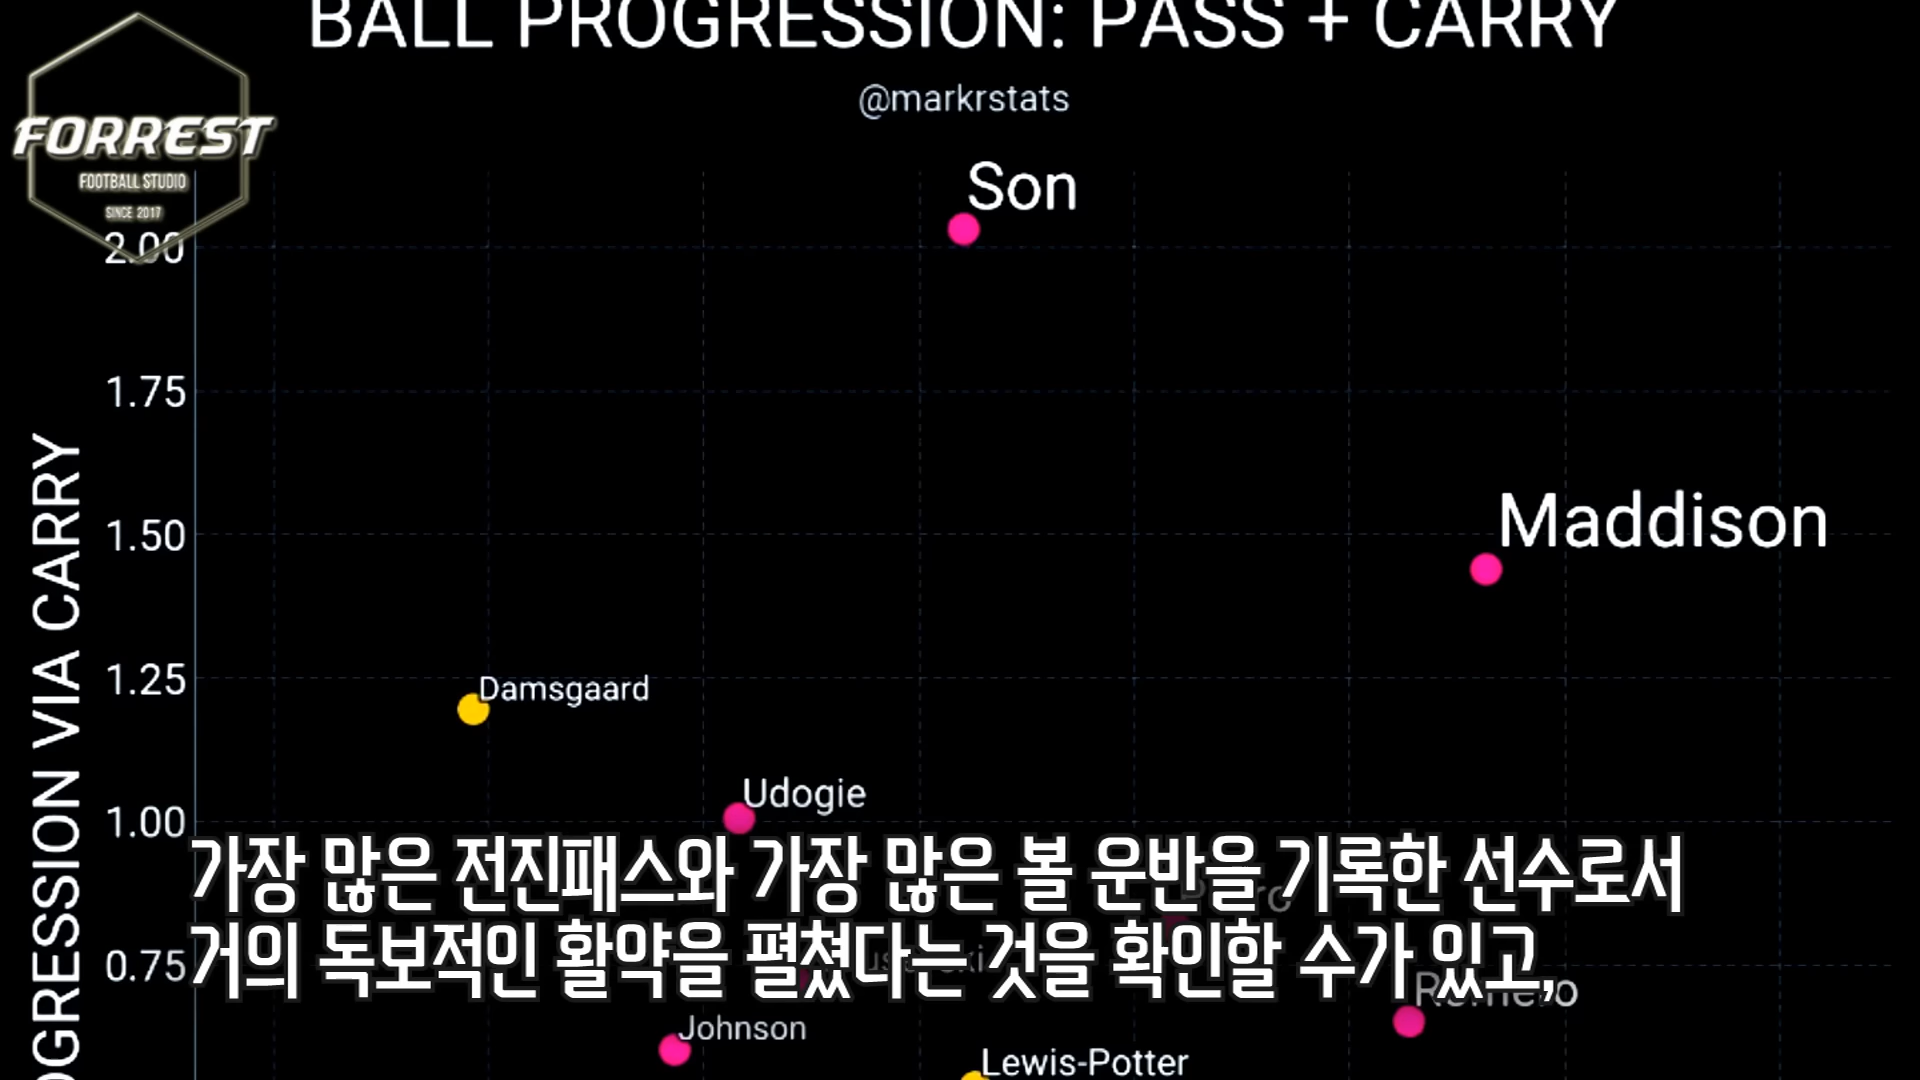 BALL PROGRESSION: PASS + CARRY
@markrstats
FORREST
FOOTBALL STUDIO
SINCE 2017
Son
2.00
1.75
Maddison
1.50
1.25
Damsgaard
Udogie
1.00
가장 많은 전진패스와 가장 많은 볼 운반을 기록한 선수로서
거의 독보적인 활약을 펼쳤다는 것을 확인할 수가 있고,
0.75
Romero
Johnson
Lewis-Potter
VIA CARRY